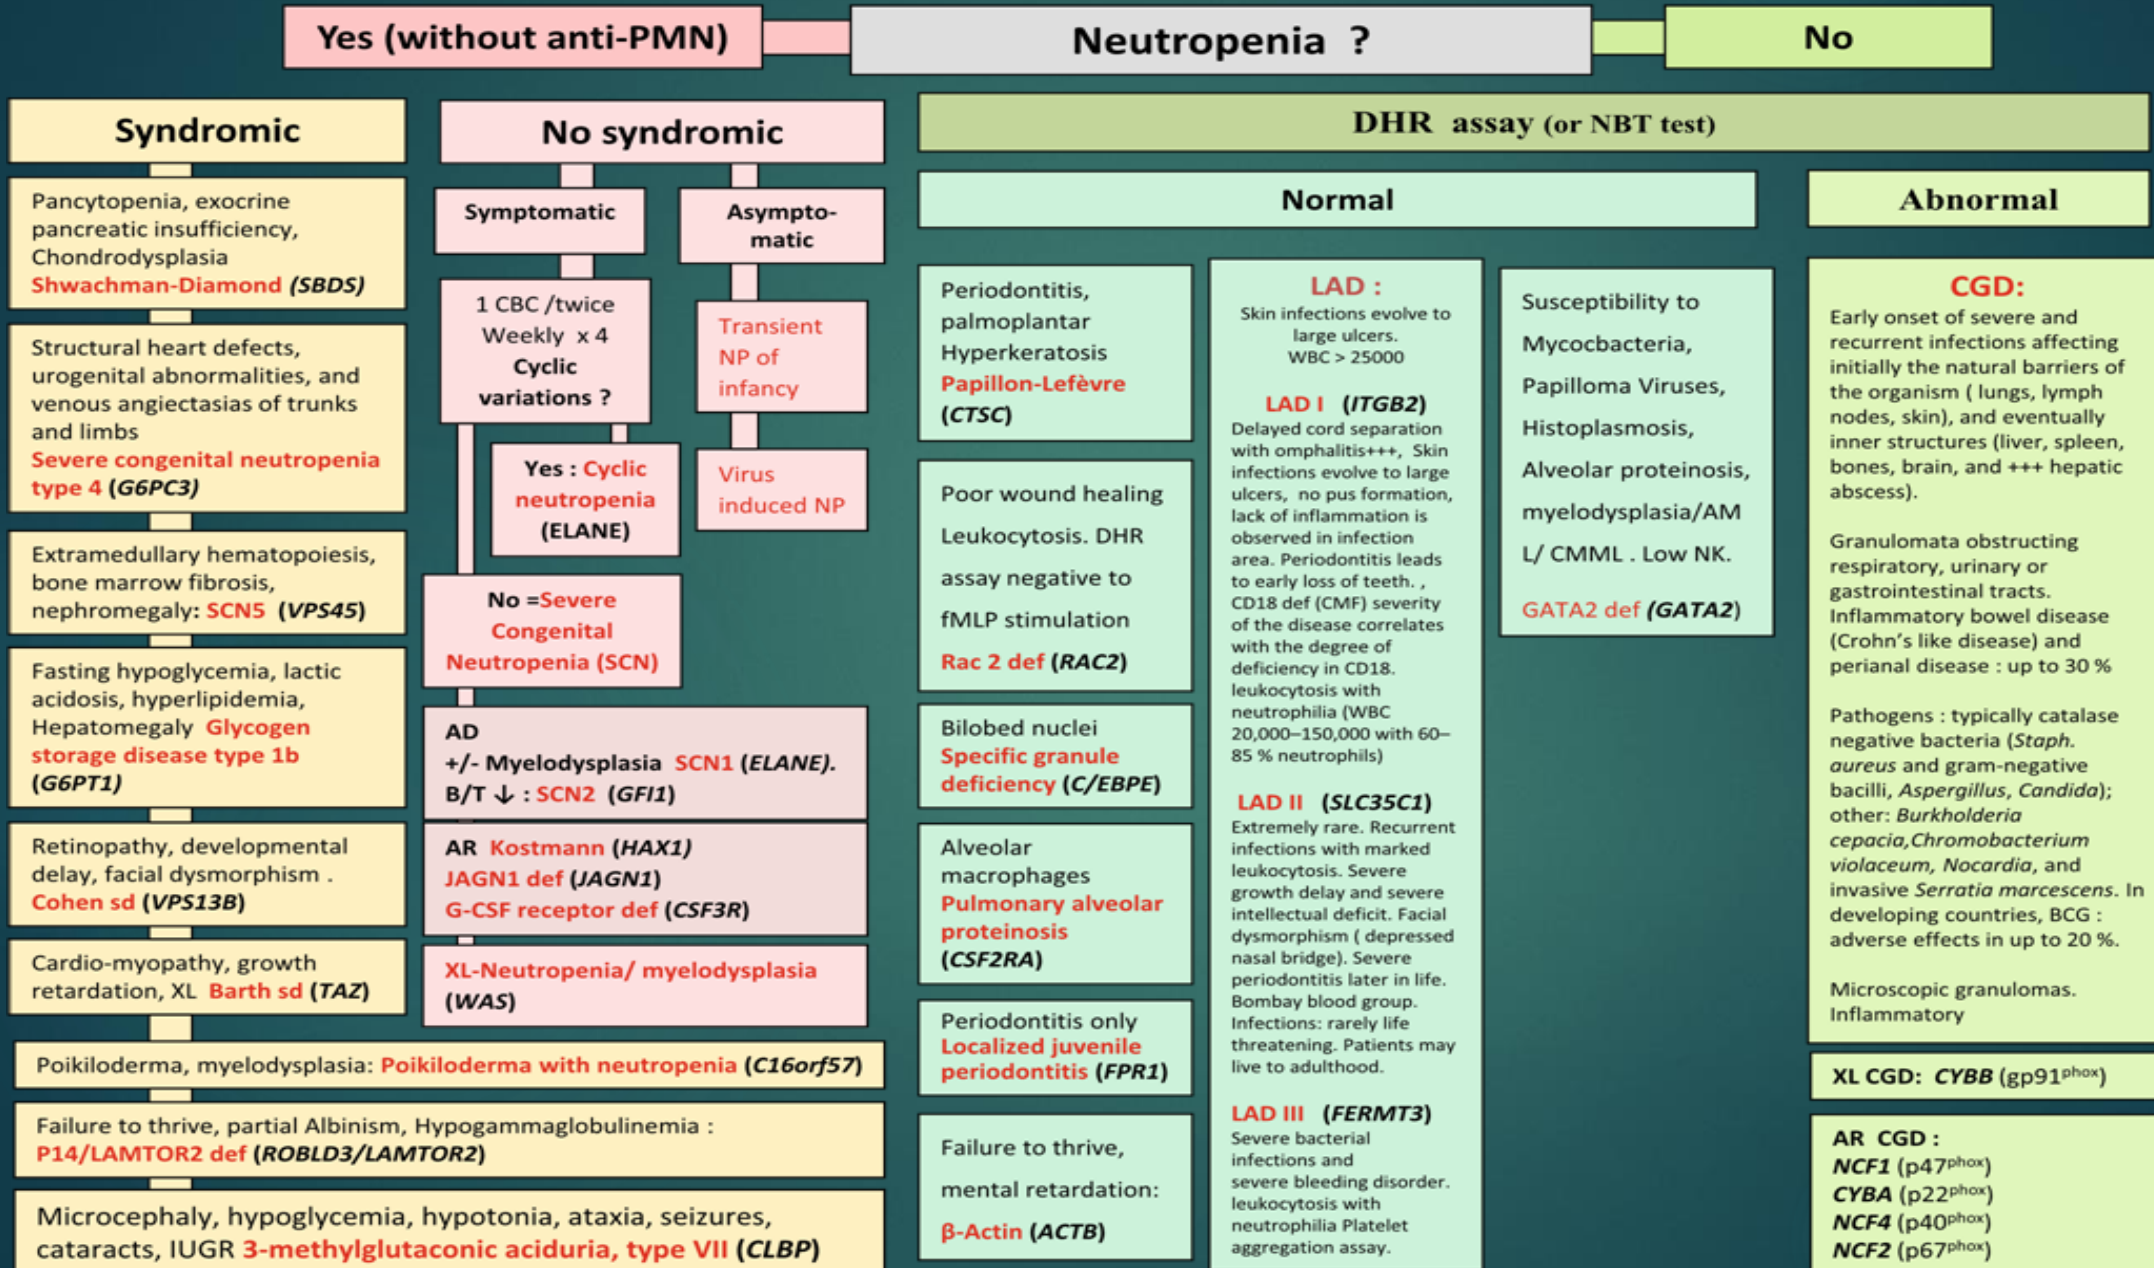 Yes (without anti-PMN)
Neutropenia ?
No
Syndromic
Pancytopenia, exocrine
pancreatic insufficiency,
Chondrodysplasia
Shwachman-Diamond (SBDS)
Structural heart defects,
urogenital abnormalities, and
venous angiectasias of trunks
and limbs
Severe congenital neutropenia
type 4 (G6PC3)
Extramedullary hematopoiesis,
bone marrow fibrosis,
nephromegaly: SCN5 (VPS45)
Fasting hypoglycemia, lactic
acidosis, hyperlipidemia,
Hepatomegaly Glycogen
storage disease type 1b
(G6PT1)
Retinopathy, developmental
delay, facial dysmorphism .
Cohen sd (VPS13B)
Cardio-myopathy, growth
retardation, XL Barth sd (TAZ)
Poikiloderma, myelodysplasia: Poikiloderma with neutropenia (C16orf57)
Failure to thrive, partial Albinism, Hypogammaglobulinemia :
P14/LAMTOR2 def (ROBLD3/LAMTOR2)
Microcephaly, hypoglycemia, hypotonia, ataxia, seizures,
cataracts, IUGR 3-methylglutaconic aciduria, type VII (CLBP)
No syndromic
Symptomatic
1 CBC /twice
Weekly x 4
Cyclic
variations ?
Yes : Cyclic
neutropenia
(ELANE)
No =Severe
Congenital
Neutropenia (SCN)
AD
+/- Myelodysplasia SCN1 (ELANE).
B/T ↓ : SCN2 (GFI1)
AR Kostmann (HAX1)
JAGN1 def (JAGN1)
G-CSF receptor def (CSF3R)
XL-Neutropenia/ myelodysplasia
(WAS)
Asympto-
matic
Transient
NP of
infancy
Virus
induced NP
DHR assay (or NBT test)
Normal
Periodontitis,
palmoplantar
Hyperkeratosis
Papillon-Lefèvre
(CTSC)
Poor wound healing
Leukocytosis. DHR
assay negative to
fMLP stimulation
Rac 2 def (RAC2)
Bilobed nuclei
Specific granule
deficiency (C/EBPE)
Alveolar
macrophages
Pulmonary alveolar
proteinosis
(CSF2RA)
Periodontitis only
Localized juvenile
periodontitis (FPR1)
Failure to thrive,
mental retardation:
β-Actin (ACTB)
LAD :
Skin infections evolve to
large ulcers.
WBC > 25000
LAD I (ITGB2)
Delayed cord separation
with omphalitis+++, Skin
infections evolve to large
ulcers, no pus formation,
lack of inflammation is
observed in infection
area. Periodontitis leads
to early loss of teeth. ,
CD18 def (CMF) severity
of the disease correlates
with the degree of
deficiency in CD18.
leukocytosis with
neutrophilia (WBC
20,000–150,000 with 60–
85 % neutrophils)
LAD II (SLC35C1)
Extremely rare. Recurrent
infections with marked
leukocytosis. Severe
growth delay and severe
intellectual deficit. Facial
dysmorphism ( depressed
nasal bridge). Severe
periodontitis later in life.
Bombay blood group.
Infections: rarely life
threatening. Patients may
live to adulthood.
LAD III (FERMT3)
Severe bacterial
infections and
severe bleeding disorder.
leukocytosis with
neutrophilia Platelet
aggregation assay.
Susceptibility to
Mycocbacteria,
Papilloma Viruses,
Histoplasmosis,
Alveolar proteinosis,
myelodysplasia/AM
L/ CMML . Low NK.
GATA2 def (GATA2)
Abnormal
CGD:
Early onset of severe and
recurrent infections affecting
initially the natural barriers of
the organism ( lungs, lymph
nodes, skin), and eventually
inner structures (liver, spleen,
bones, brain, and +++ hepatic
abscess).
Granulomata obstructing
respiratory, urinary or
gastrointestinal tracts.
Inflammatory bowel disease
(Crohn's like disease) and
perianal disease : up to 30 %
Pathogens : typically catalase
negative bacteria (Staph.
aureus and gram-negative
bacilli, Aspergillus, Candida);
other: Burkholderia
cepacia,Chromobacterium
violaceum, Nocardia, and
invasive Serratia marcescens. In
developing countries, BCG :
adverse effects in up to 20 %.
Microscopic granulomas.
Inflammatory
XL CGD: CYBB (gp91phox)
AR CGD :
NCF1 (p47phox)
CYBA (p22phox)
NCF4 (p40phox)
NCF2 (p67phox)